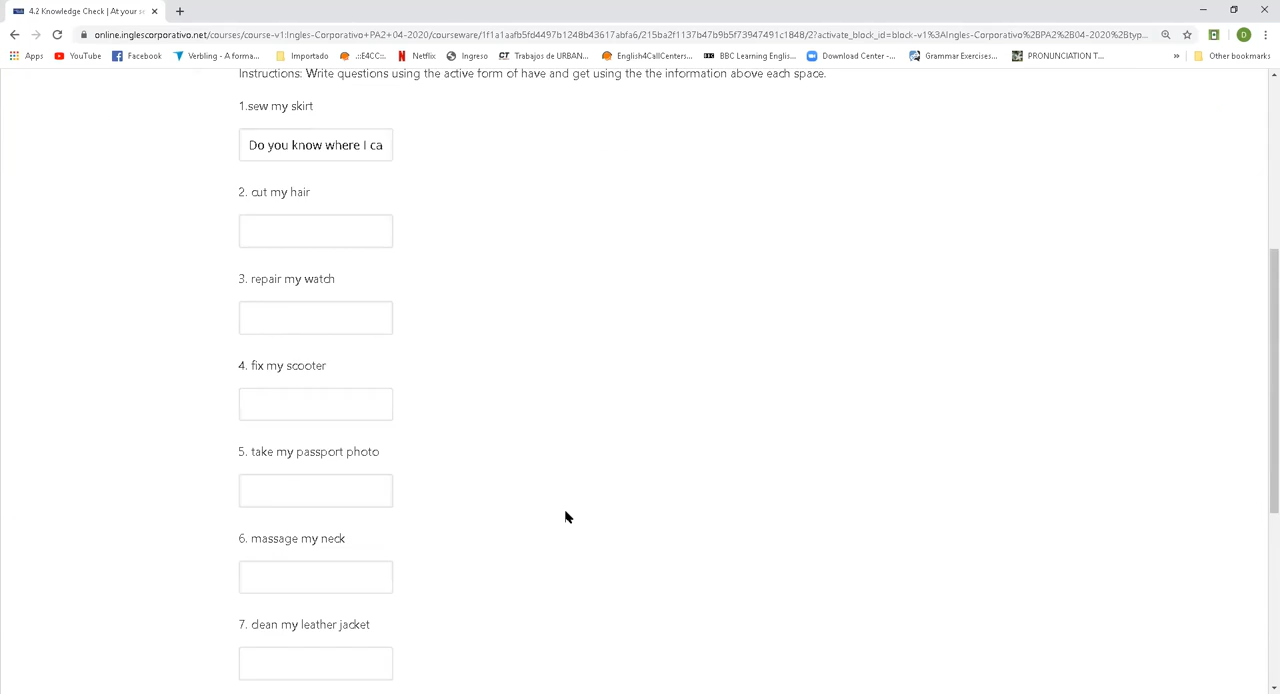 4.2 Knowledge Check | At your se
online.inglescorporativo.net/courses/course-v1:Ingles-Corporativo+PA2+04-2020/courseware/1f1a1aafb5fd4497b1248b43617abfa6/215ba2f1137b47b9b5f73947491c1848/2?activate_block_id=block-v1%3AIngles-Corporativo%2BPA2%2B04-2020%2Btyp...
D
Apps YouTube Facebook Verbling - A forma... Importado .::E4CC::. Netflix Ingreso CT Trabajos de URBAN... English4CallCenters... BBC BBC Learning Englis... Download Center -... Grammar Exercises... PRONUNCIATION T... » Other bookmarks
Instructions: Write questions using the active form of have and get using the the information above each space.
1.sew my skirt
Do you know where I ca
2. cut my hair
3. repair my watch
4. fix my scooter
5. take my passport photo
6. massage my neck
7. clean my leather jacket